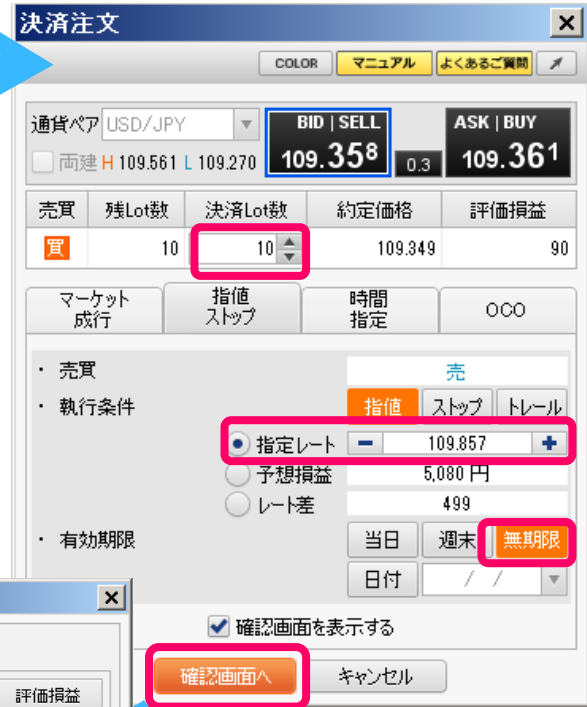 決済注文
COLOR マニュアル よくあるご質問
通貨ペア USD/JPY BID | SELL ASK | BUY
両建 H 109.561 L 109.270 109.358 0.3 109.361
売買 残Lot数 決済Lot数 約定価格 評価損益
買 10 10 109.349 90
マーケット成行 指値ストップ 時間指定 OCO
・ 売買 売
・ 執行条件 指値 ストップ トレール
指定レート － 109.857 ＋
予想損益 5,080 円
レート差 499
・ 有効期限 当日 週末 無期限
日付 / /
確認画面を表示する
確認画面へ キャンセル
評価損益